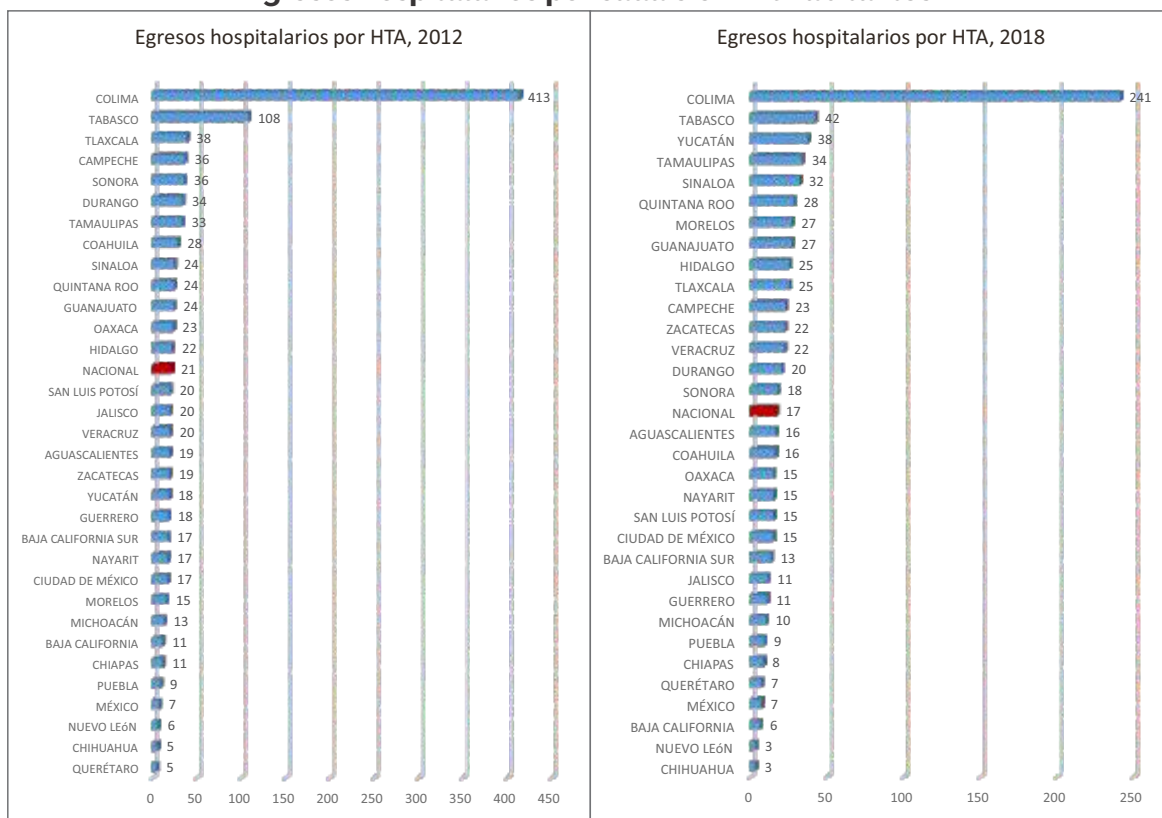 Egresos hospitalarios por HTA, 2012
COLIMA 413
TABASCO 108
TLAXCALA 38
CAMPECHE 36
SONORA 36
DURANGO 34
TAMAULIPAS 33
COAHUILA 28
SINALOA 24
QUINTANA ROO 24
GUANAJUATO 24
OAXACA 23
HIDALGO 22
NACIONAL 21
SAN LUIS POTOSÍ 20
JALISCO 20
VERACRUZ 20
AGUASCALIENTES 19
ZACATECAS 19
YUCATÁN 18
GUERRERO 18
BAJA CALIFORNIA SUR 17
NAYARIT 17
CIUDAD DE MÉXICO 17
MORELOS 15
MICHOACÁN 13
BAJA CALIFORNIA 11
CHIAPAS 11
PUEBLA 9
MÉXICO 7
NUEVO LEóN 6
CHIHUAHUA 5
QUERÉTARO 5
0 50 100 150 200 250 300 350 400 450
Egresos hospitalarios por HTA, 2018
COLIMA 241
TABASCO 42
YUCATÁN 38
TAMAULIPAS 34
SINALOA 32
QUINTANA ROO 28
MORELOS 27
GUANAJUATO 27
HIDALGO 25
TLAXCALA 25
CAMPECHE 23
ZACATECAS 22
VERACRUZ 22
DURANGO 20
SONORA 18
NACIONAL 17
AGUASCALIENTES 16
COAHUILA 16
OAXACA 15
NAYARIT 15
SAN LUIS POTOSÍ 15
CIUDAD DE MÉXICO 15
BAJA CALIFORNIA SUR 13
JALISCO 11
GUERRERO 11
MICHOACÁN 10
PUEBLA 9
CHIAPAS 8
QUERÉTARO 7
MÉXICO 7
BAJA CALIFORNIA 6
NUEVO LEóN 3
CHIHUAHUA 3
0 50 100 150 200 250